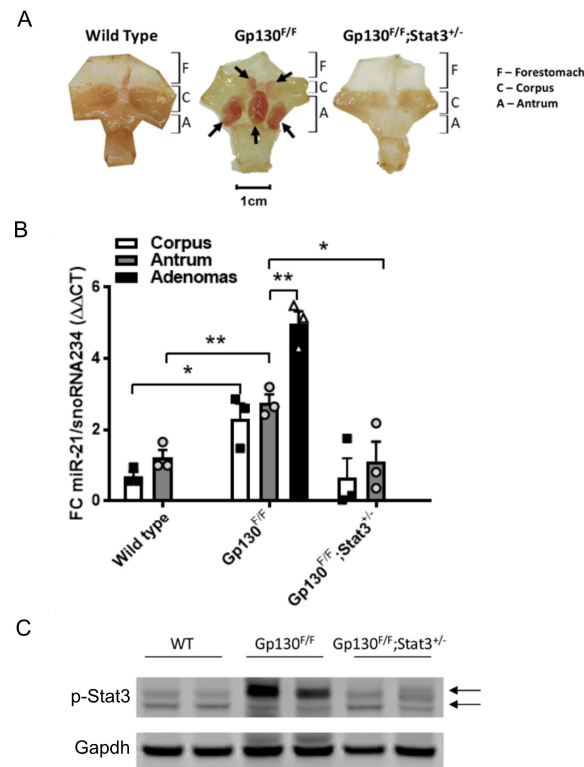 A
Wild Type
Gp130F/F
Gp130F/F;Stat3+/-
F
C
A
F
C
A
F
C
A
F – Forestomach
C – Corpus
A – Antrum
1cm
B
Corpus
Antrum
Adenomas
FC miR-21/snoRNA234 (ΔΔCT)
6
4
2
0
*
**
**
*
Wild type
Gp130F/F
Gp130F/F;Stat3+/-
C
WT
Gp130F/F
Gp130F/F;Stat3+/-
p-Stat3
Gapdh